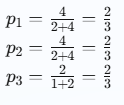 p₁ = 4/(2+4) = 2/3
p₂ = 4/(2+4) = 2/3
p₃ = 2/(1+2) = 2/3